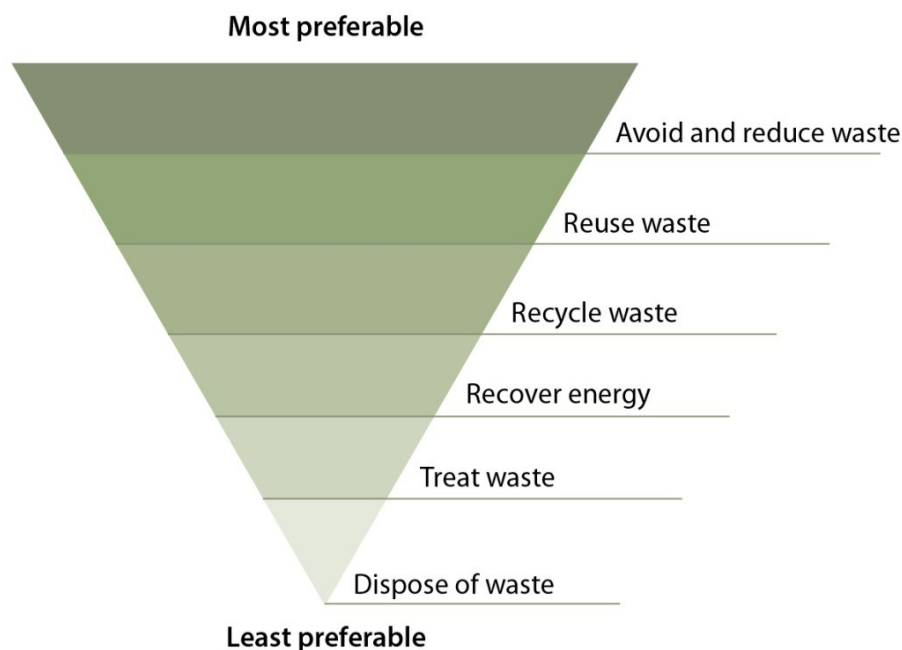 Most preferable
Avoid and reduce waste
Reuse waste
Recycle waste
Recover energy
Treat waste
Dispose of waste
Least preferable